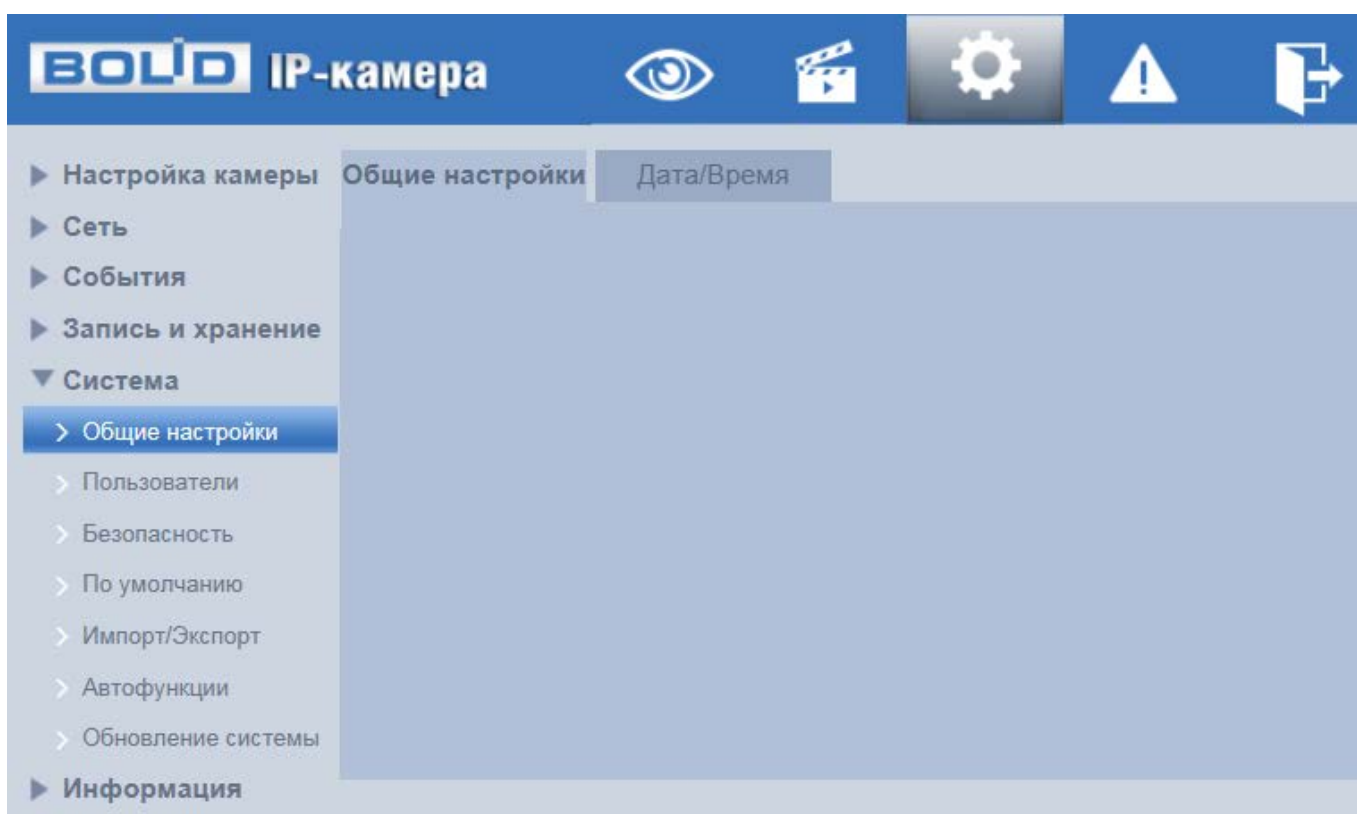 BOLID IP-камера
Настройка камеры
Сеть
События
Запись и хранение
Система
Общие настройки
Пользователи
Безопасность
По умолчанию
Импорт/Экспорт
Автофункции
Обновление системы
Информация
Общие настройки
Дата/Время